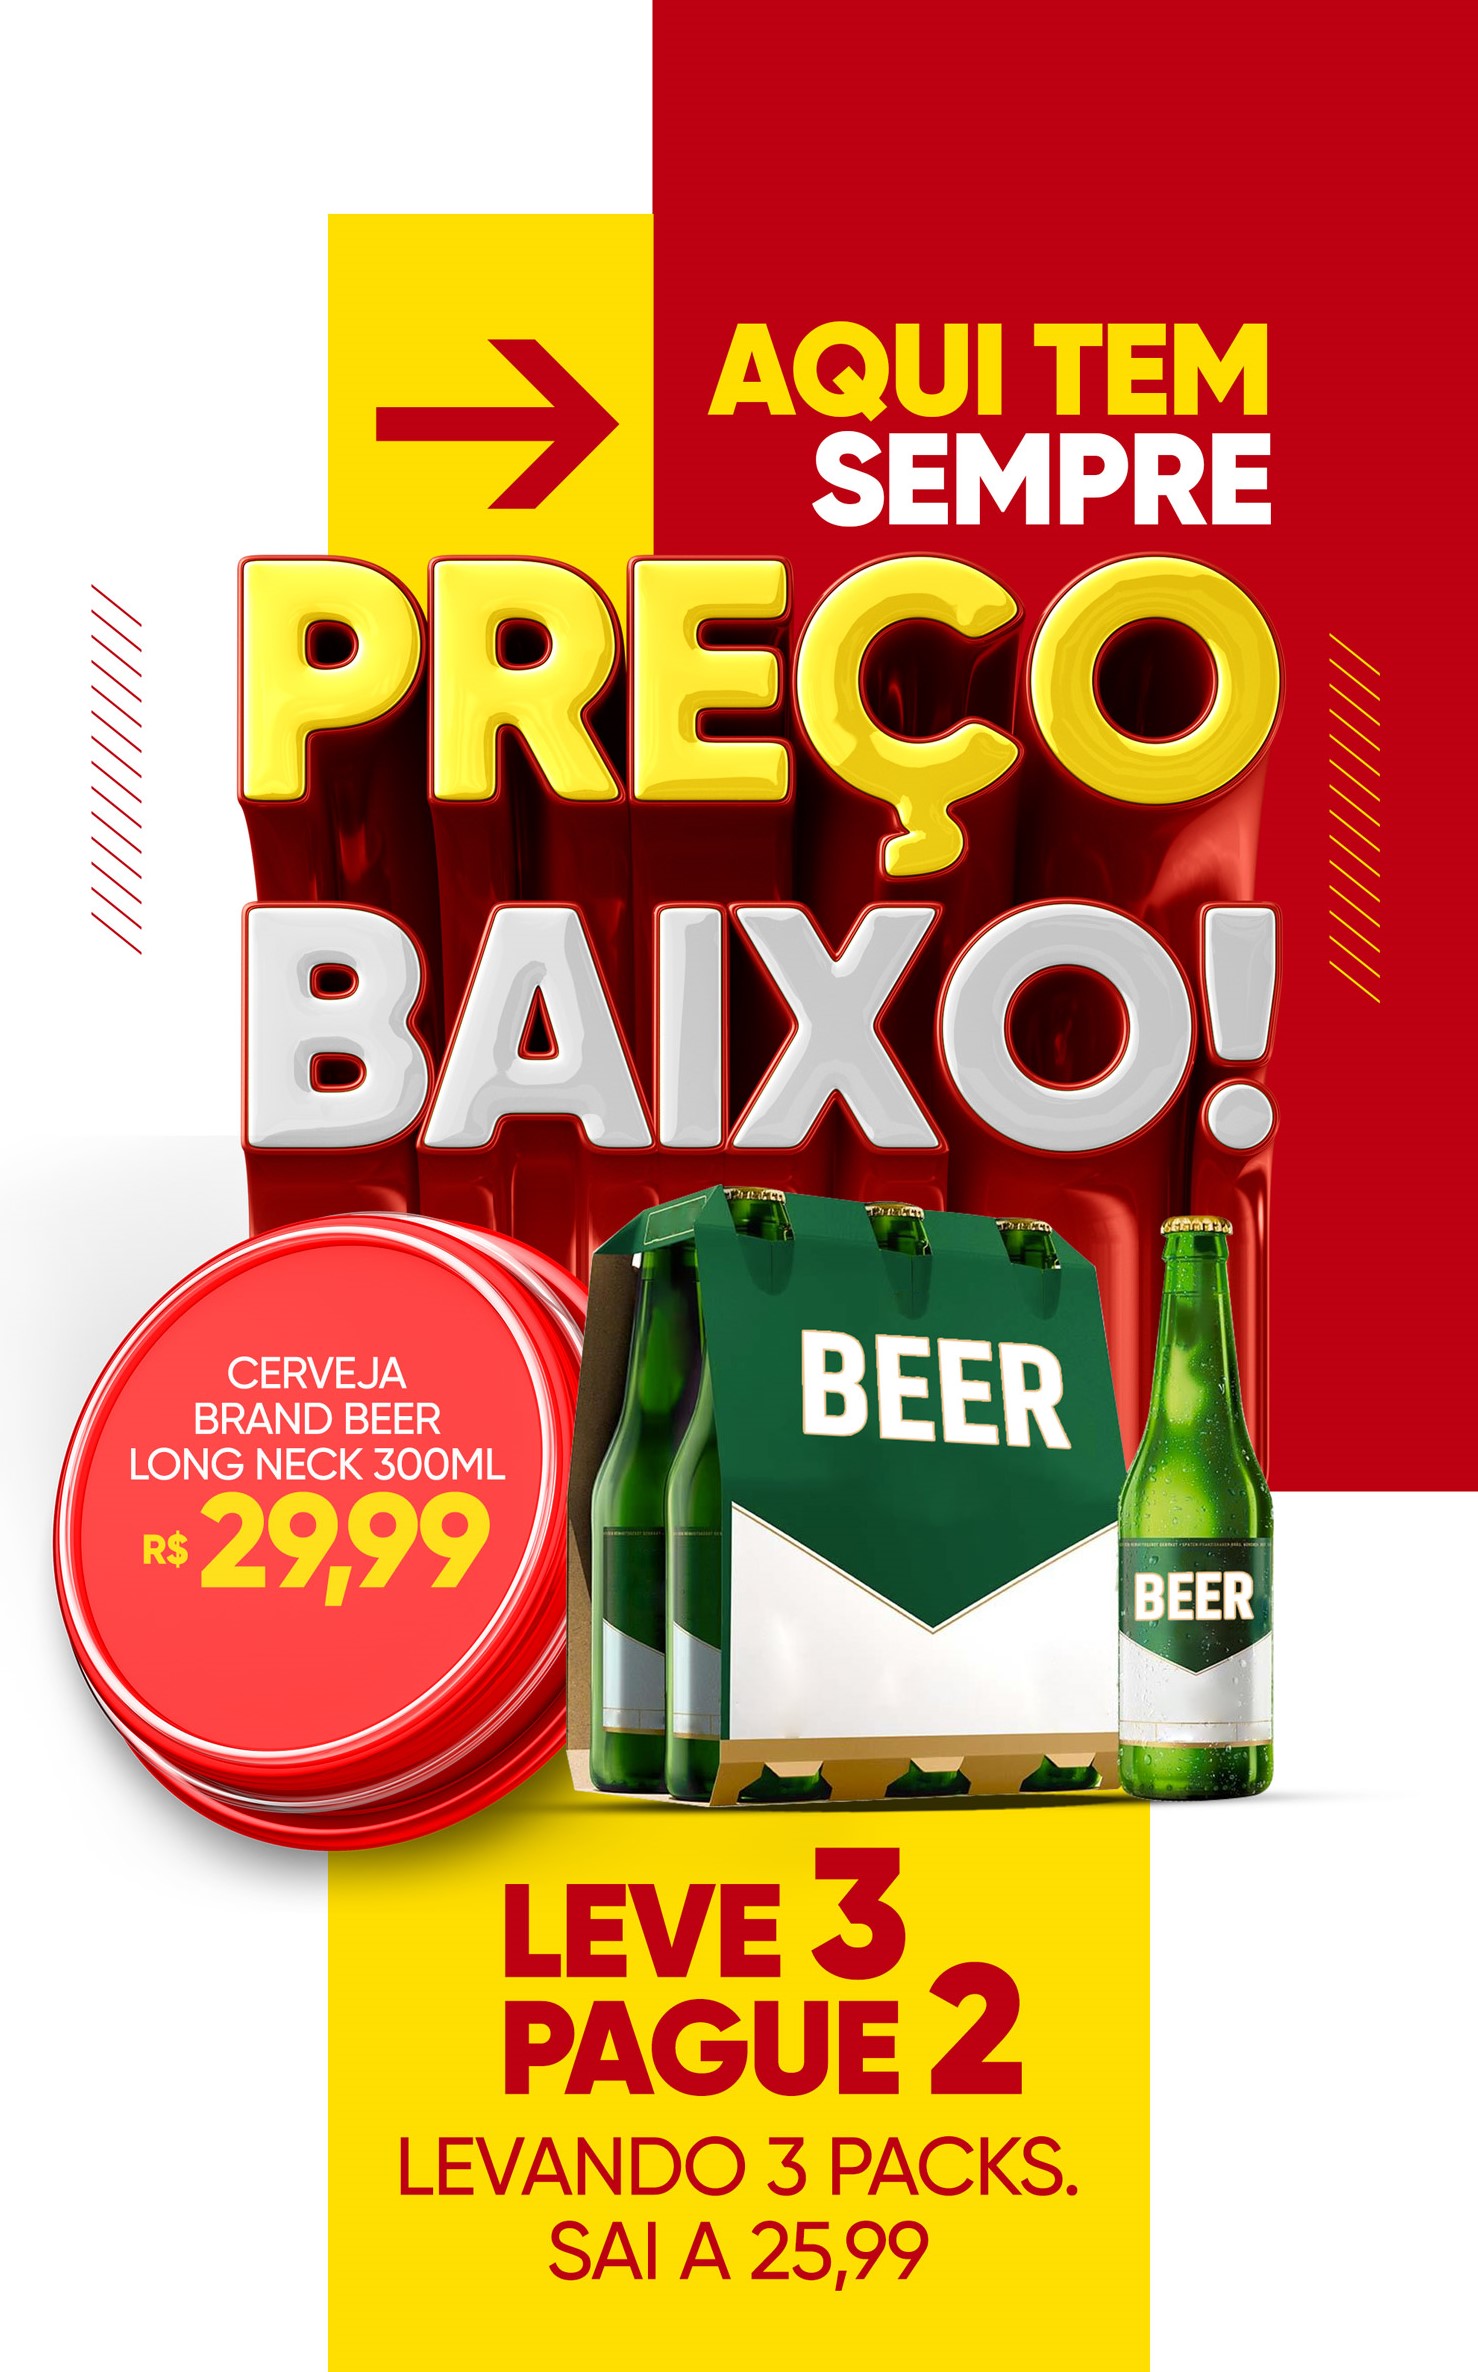 AQUI TEM
SEMPRE
PREÇO
BAIXO!
CERVEJA
BRAND BEER
LONG NECK 300ML
R$ 29,99
BEER
BEER
LEVE 3
PAGUE 2
LEVANDO 3 PACKS.
SAI A 25,99